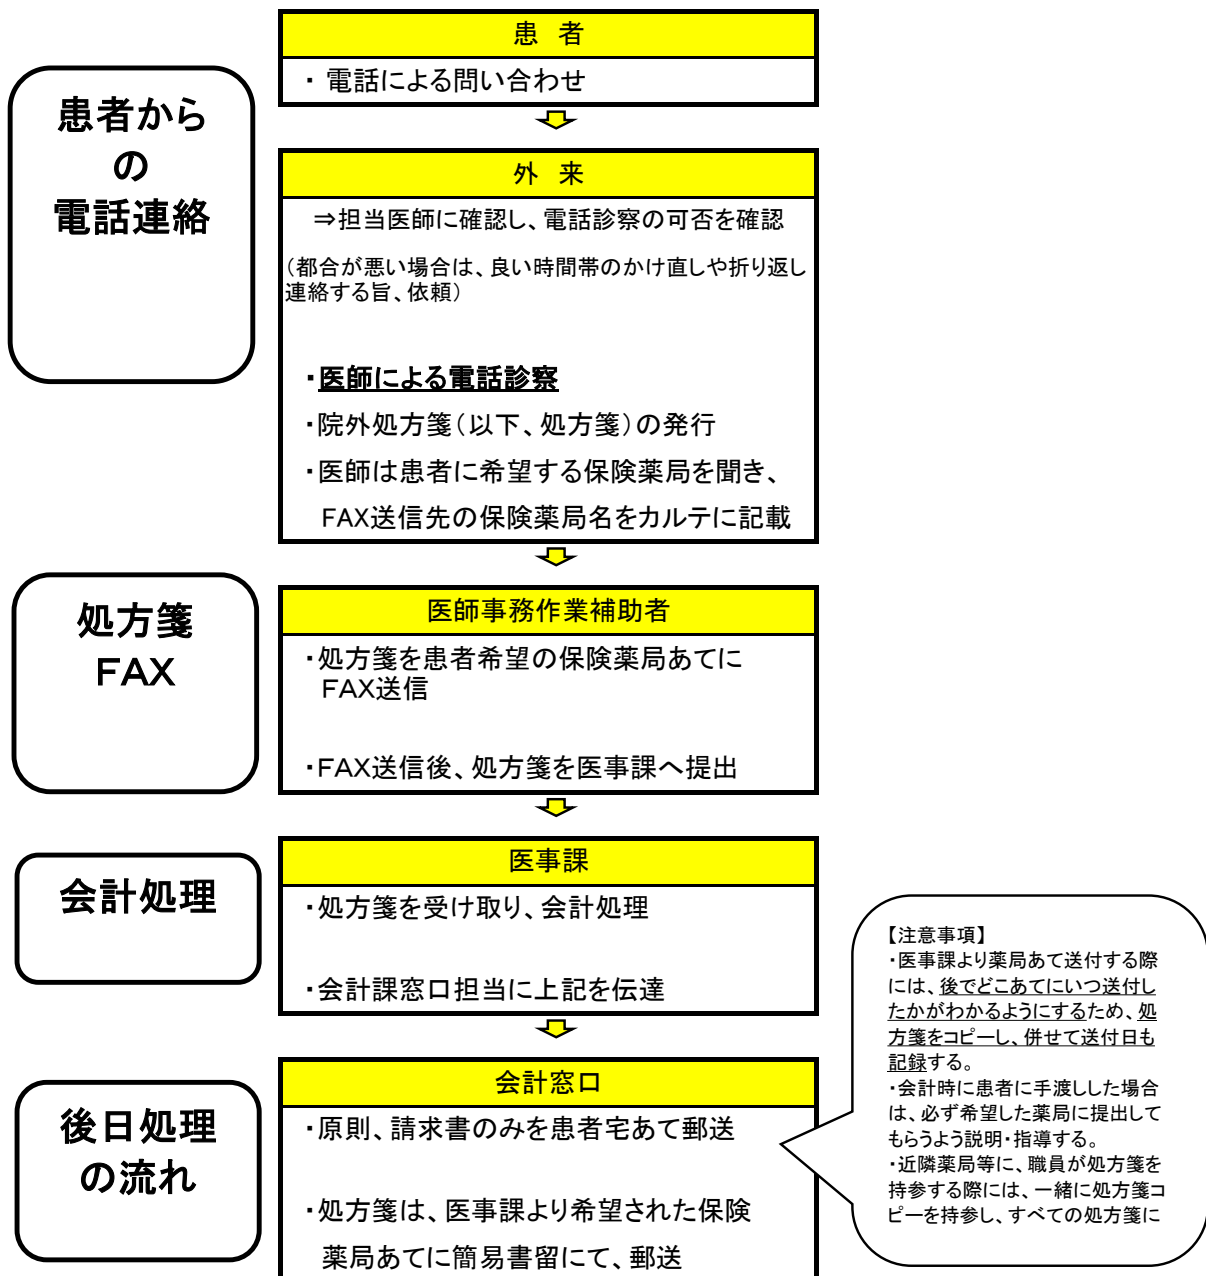 患者から
の
電話連絡
患 者
・ 電話による問い合わせ
外 来
⇒担当医師に確認し、電話診察の可否を確認
（都合が悪い場合は、良い時間帯のかけ直しや折り返し
連絡する旨、依頼）
・医師による電話診察
・院外処方箋（以下、処方箋）の発行
・医師は患者に希望する保険薬局を聞き、
FAX送信先の保険薬局名をカルテに記載
処方箋
FAX
医師事務作業補助者
・処方箋を患者希望の保険薬局あてに
FAX送信
・FAX送信後、処方箋を医事課へ提出
会計処理
医事課
・処方箋を受け取り、会計処理
・会計課窓口担当に上記を伝達
後日処理
の流れ
会計窓口
・原則、請求書のみを患者宅あて郵送
・処方箋は、医事課より希望された保険
薬局あてに簡易書留にて、郵送
【注意事項】
・医事課より薬局あて送付する際
には、後でどこあてにいつ送付し
たかがわかるようにするため、処
方箋をコピーし、併せて送付日も
記録する。
・会計時に患者に手渡しした場合
は、必ず希望した薬局に提出して
もらうよう説明・指導する。
・近隣薬局等に、職員が処方箋を
持参する際には、一緒に処方箋コ
ピーを持参し、すべての処方箋に